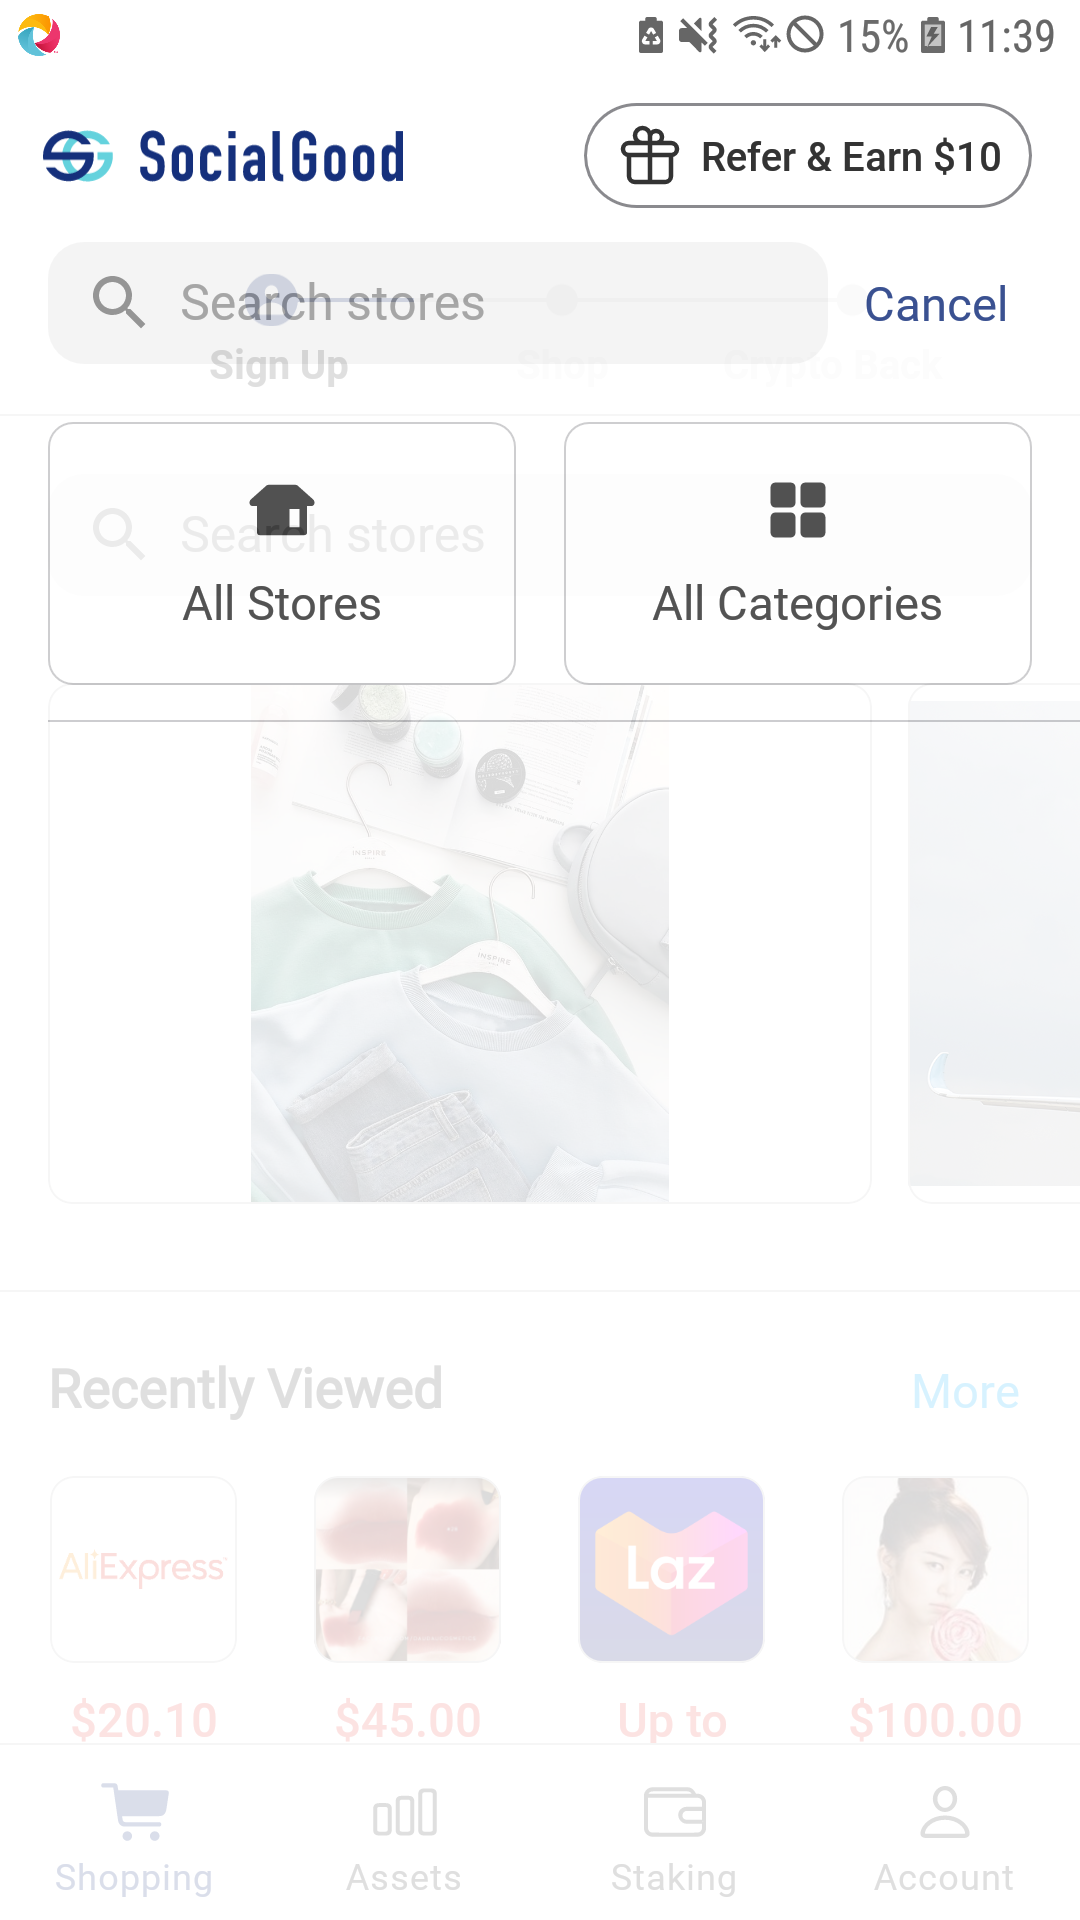 15% 11:39
SocialGood
Refer & Earn $10
Search stores
Cancel
Sign Up
Shop
Crypto Back
Search stores
All Stores
All Categories
INSPIRE
INSPIRE
Recently Viewed
More
AliExpress
Laz
$20.10
$45.00
Up to
$100.00
Shopping
Assets
Staking
Account